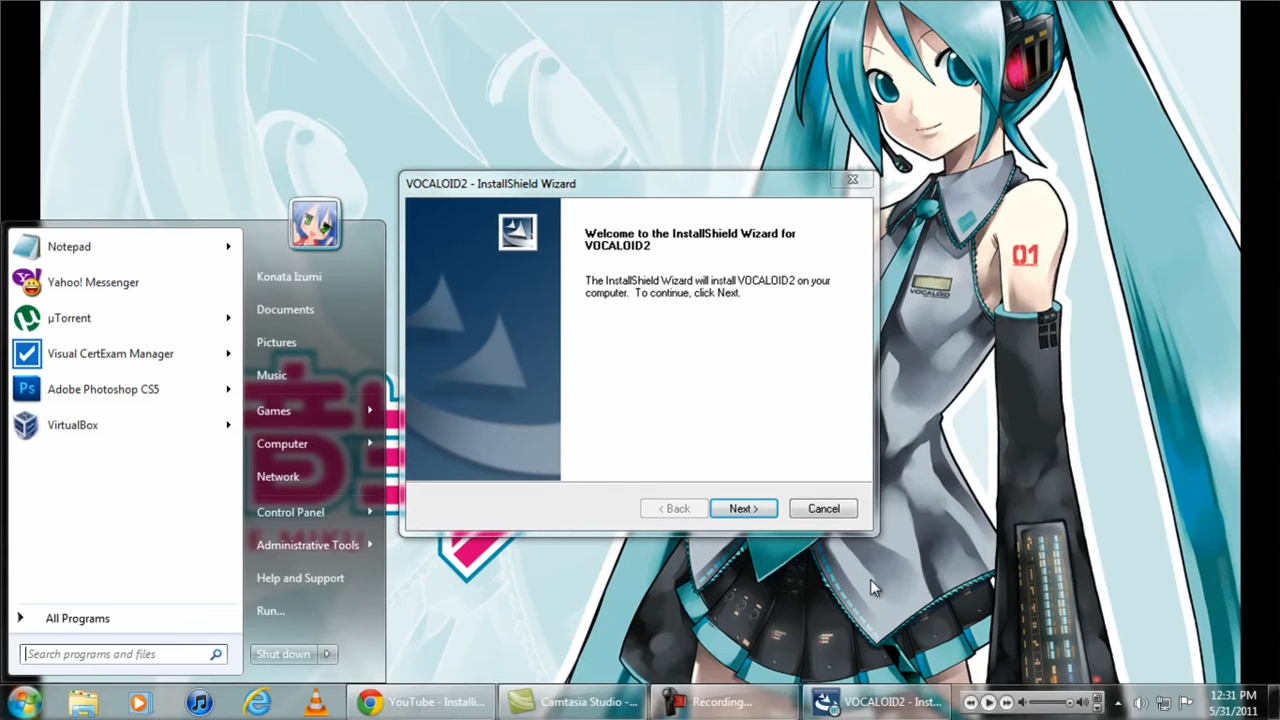 VOCALOID2 - InstallShield Wizard
Welcome to the InstallShield Wizard for
VOCALOID2
The InstallShield Wizard will install VOCALOID2 on your
computer. To continue, click Next.
< Back
Next >
Cancel
01
VOCALOID
Notepad
Yahoo! Messenger
µTorrent
Visual CertExam Manager
Adobe Photoshop CS5
VirtualBox
All Programs
Search programs and files
Konata Izumi
Documents
Pictures
Music
Games
Computer
Network
Control Panel
Administrative Tools
Help and Support
Run...
Shut down
YouTube - Installi...
Camtasia Studio -...
Recording...
VOCALOID2 - Inst...
12:31 PM
5/31/2011
Ps